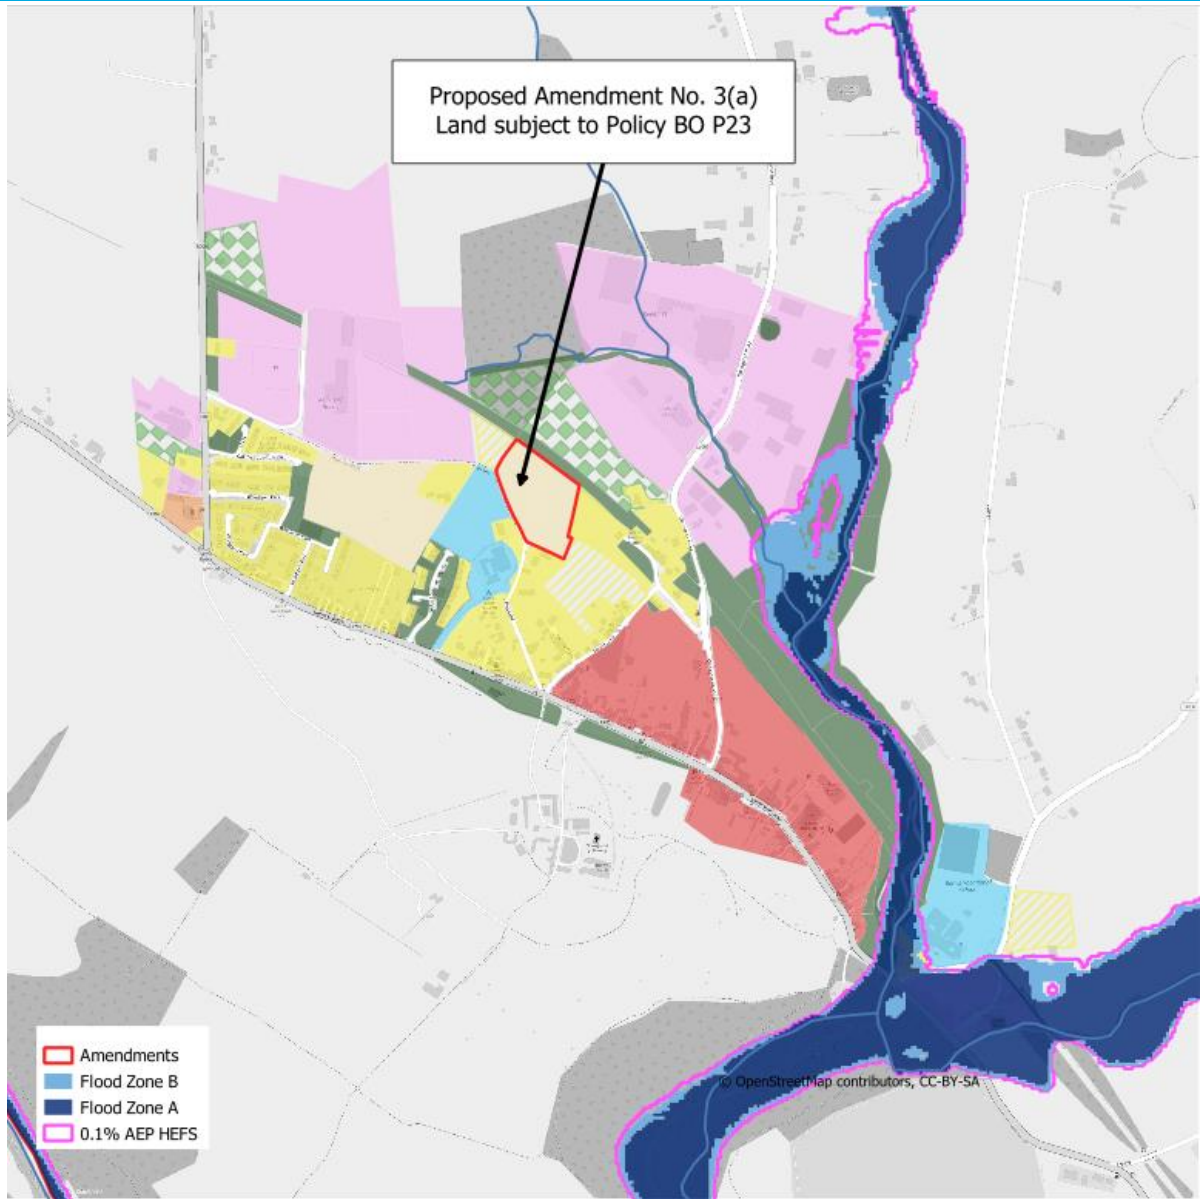 Proposed Amendment No. 3(a)
Land subject to Policy BO P23
Amendments
Flood Zone B
Flood Zone A
0.1% AEP HEFS
© OpenStreetMap contributors, CC-BY-SA